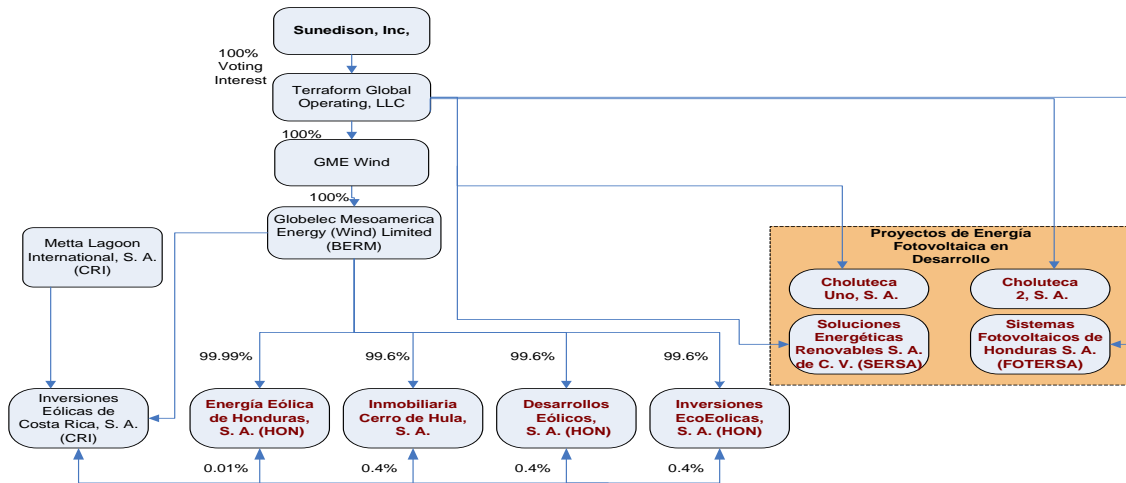 Sunedison, Inc,
100%
Voting
Interest
Terraform Global
Operating, LLC
100%
GME Wind
100%
Globelec Mesoamerica
Energy (Wind) Limited
(BERM)
Metta Lagoon
International, S. A.
(CRI)
Proyectos de Energía
Fotovoltaica en
Desarrollo
Choluteca
Uno, S. A.
Choluteca
2, S. A.
Soluciones
Energéticas
Renovables S. A.
de C. V. (SERSA)
Sistemas
Fotovoltaicos de
Honduras S. A.
(FOTERSA)
99.99%
99.6%
99.6%
99.6%
Inversiones
Eólicas de
Costa Rica, S. A.
(CRI)
Energía Eólica
de Honduras,
S. A. (HON)
Inmobiliaria
Cerro de Hula,
S. A.
Desarrollos
Eólicos,
S. A. (HON)
Inversiones
EcoEolicas,
S. A. (HON)
0.01%
0.4%
0.4%
0.4%